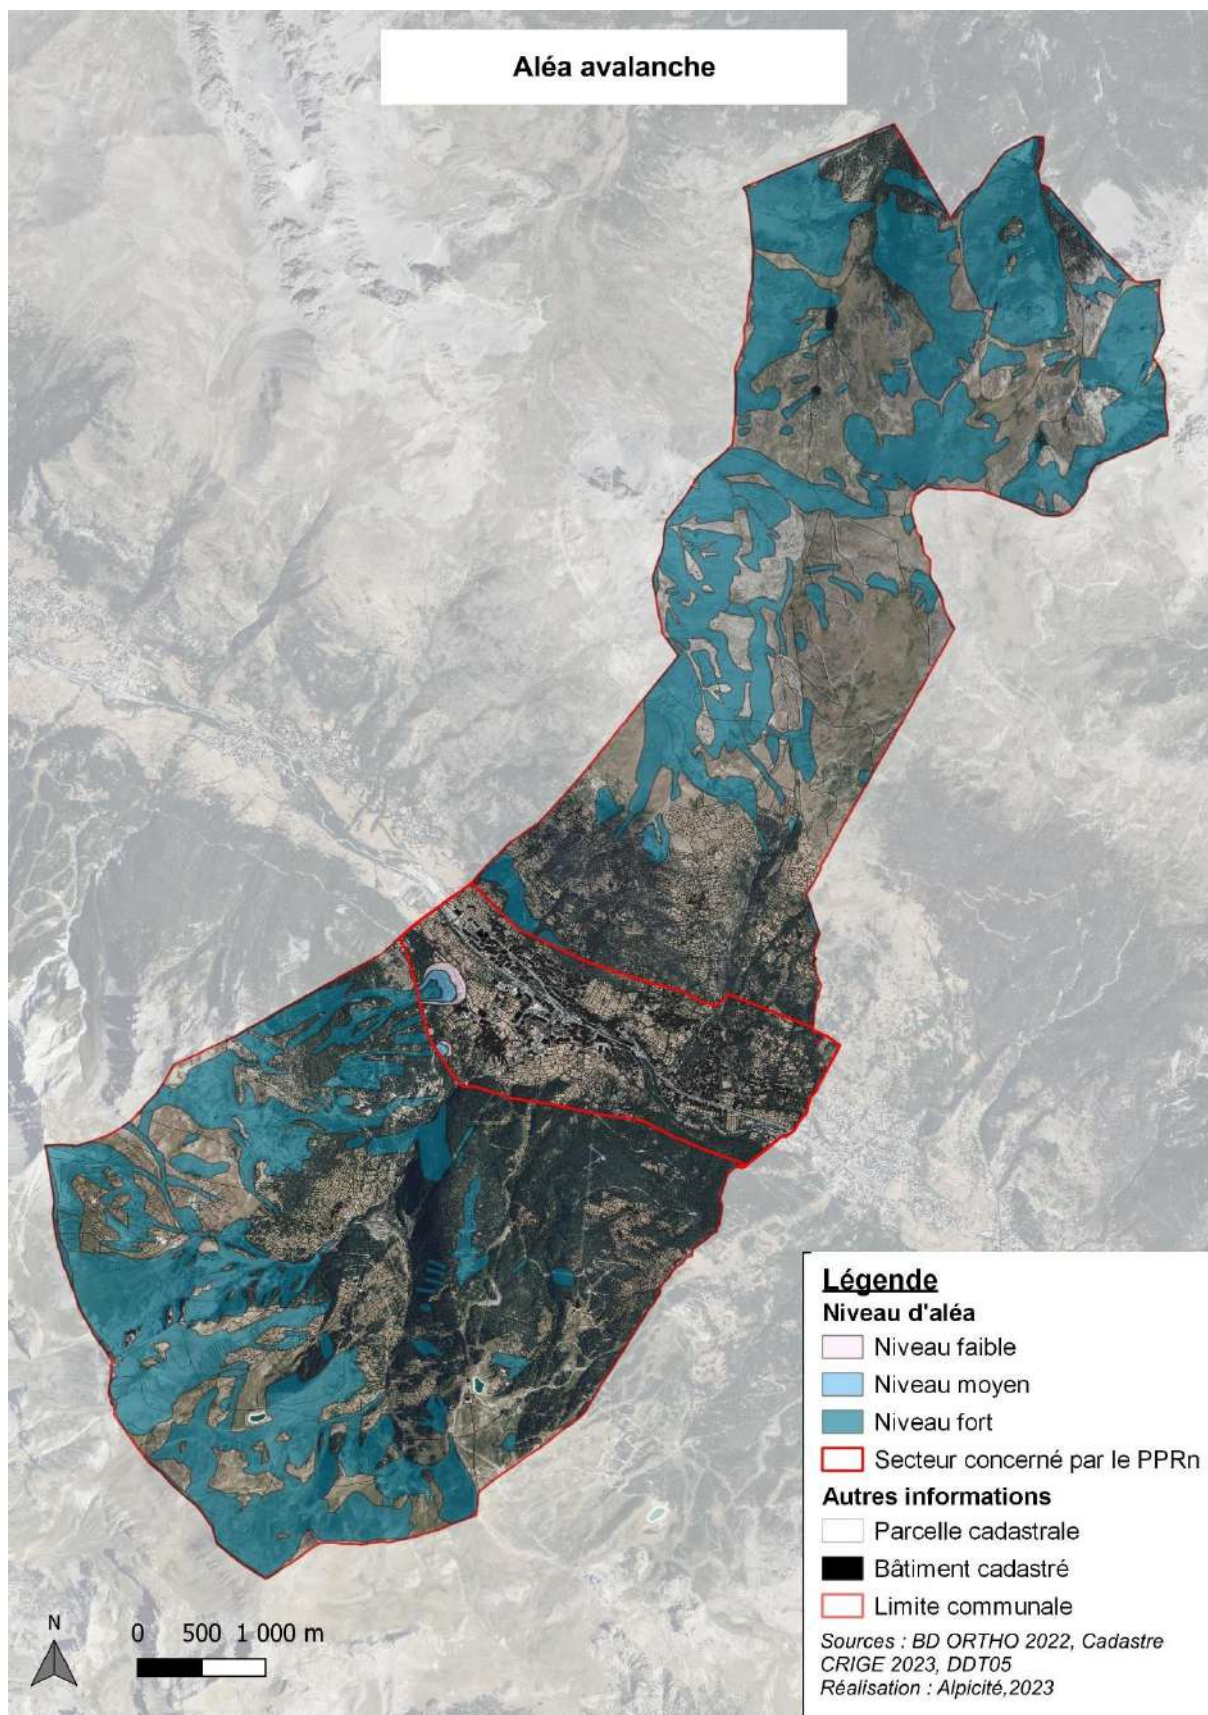 Aléa avalanche
Légende
Niveau d'aléa
Niveau faible
Niveau moyen
Niveau fort
Secteur concerné par le PPRn
Autres informations
Parcelle cadastrale
Bâtiment cadastré
Limite communale
Sources : BD ORTHO 2022, Cadastre
CRIGE 2023, DDT05
Réalisation : Alpicité,2023
N
0 500 1 000 m